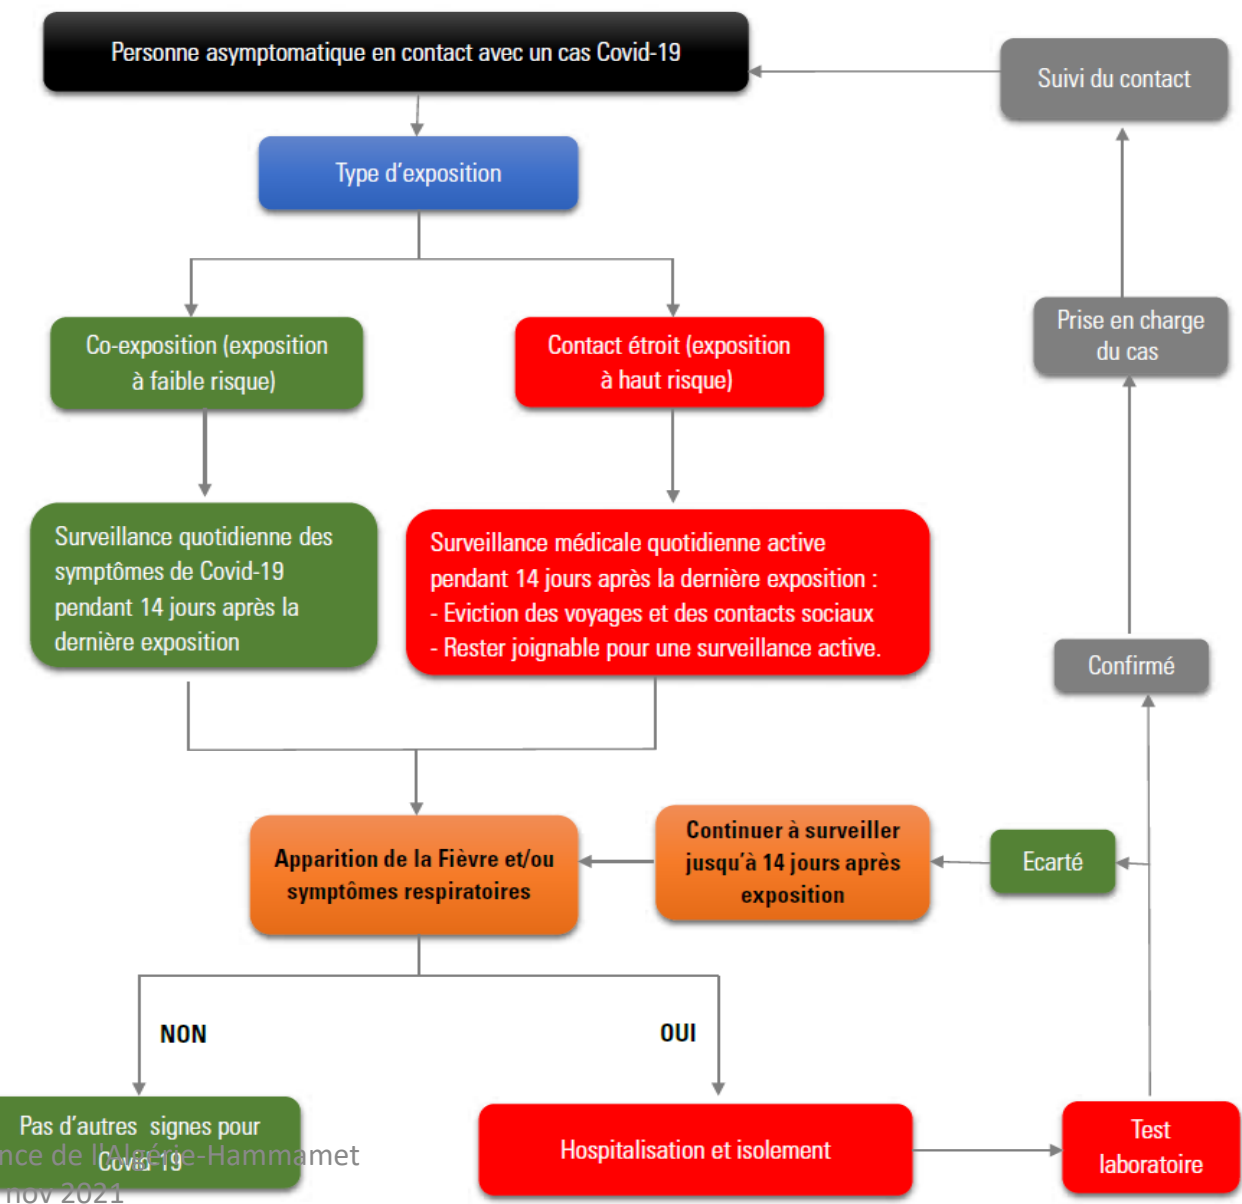 Personne asymptomatique en contact avec un cas Covid-19
Suivi du contact
Type d'exposition
Co-exposition (exposition
à faible risque)
Contact étroit (exposition
à haut risque)
Prise en charge
du cas
Surveillance quotidienne des
symptômes de Covid-19
pendant 14 jours après la
dernière exposition
Surveillance médicale quotidienne active
pendant 14 jours après la dernière exposition :
- Eviction des voyages et des contacts sociaux
- Rester joignable pour une surveillance active.
Confirmé
Apparition de la Fièvre et/ou
symptômes respiratoires
Continuer à surveiller
jusqu'à 14 jours après
exposition
Ecarté
NON
OUI
Pas d'autres signes pour
Covid-19
Hospitalisation et isolement
Test
laboratoire
de l'Algérie-Hammamet
nov 2021